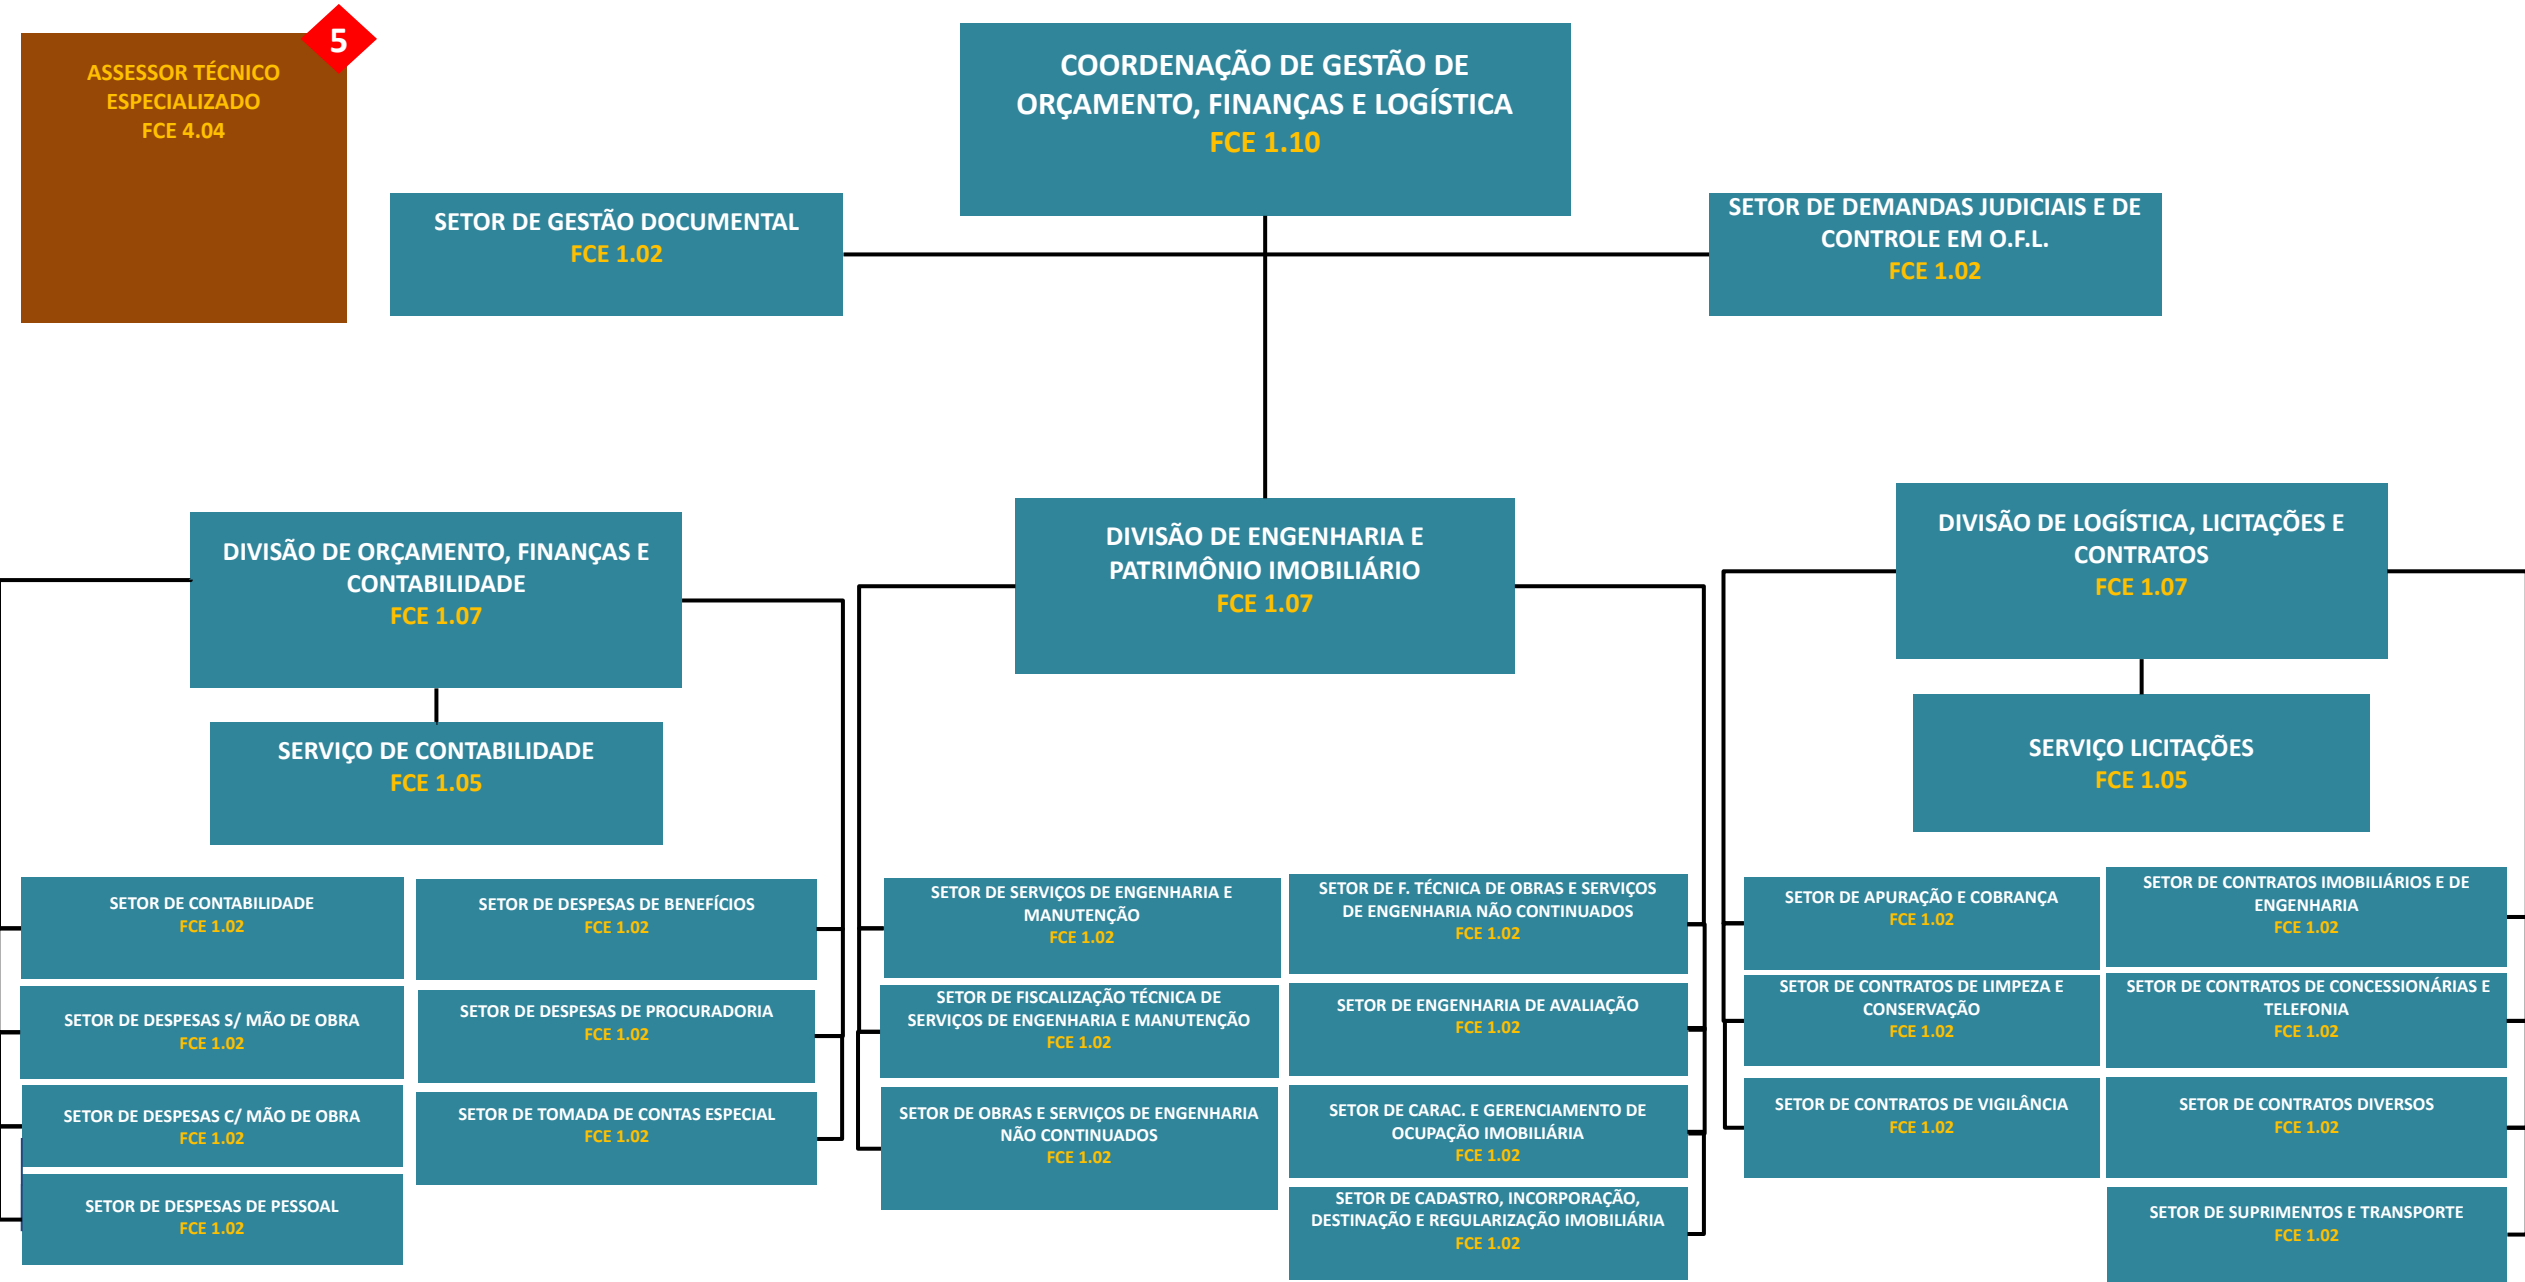 5
ASSESSOR TÉCNICO
ESPECIALIZADO
FCE 4.04
COORDENAÇÃO DE GESTÃO DE
ORÇAMENTO, FINANÇAS E LOGÍSTICA
FCE 1.10
SETOR DE GESTÃO DOCUMENTAL
FCE 1.02
SETOR DE DEMANDAS JUDICIAIS E DE
CONTROLE EM O.F.L.
FCE 1.02
DIVISÃO DE ORÇAMENTO, FINANÇAS E
CONTABILIDADE
FCE 1.07
DIVISÃO DE ENGENHARIA E
PATRIMÔNIO IMOBILIÁRIO
FCE 1.07
DIVISÃO DE LOGÍSTICA, LICITAÇÕES E
CONTRATOS
FCE 1.07
SERVIÇO DE CONTABILIDADE
FCE 1.05
SERVIÇO LICITAÇÕES
FCE 1.05
SETOR DE CONTABILIDADE
FCE 1.02
SETOR DE DESPESAS S/ MÃO DE OBRA
FCE 1.02
SETOR DE DESPESAS C/ MÃO DE OBRA
FCE 1.02
SETOR DE DESPESAS DE PESSOAL
FCE 1.02
SETOR DE DESPESAS DE BENEFÍCIOS
FCE 1.02
SETOR DE DESPESAS DE PROCURADORIA
FCE 1.02
SETOR DE TOMADA DE CONTAS ESPECIAL
FCE 1.02
SETOR DE SERVIÇOS DE ENGENHARIA E
MANUTENÇÃO
FCE 1.02
SETOR DE FISCALIZAÇÃO TÉCNICA DE
SERVIÇOS DE ENGENHARIA E MANUTENÇÃO
FCE 1.02
SETOR DE OBRAS E SERVIÇOS DE ENGENHARIA
NÃO CONTINUADOS
FCE 1.02
SETOR DE F. TÉCNICA DE OBRAS E SERVIÇOS
DE ENGENHARIA NÃO CONTINUADOS
FCE 1.02
SETOR DE ENGENHARIA DE AVALIAÇÃO
FCE 1.02
SETOR DE CARAC. E GERENCIAMENTO DE
OCUPAÇÃO IMOBILIÁRIA
FCE 1.02
SETOR DE CADASTRO, INCORPORAÇÃO,
DESTINAÇÃO E REGULARIZAÇÃO IMOBILIÁRIA
FCE 1.02
SETOR DE APURAÇÃO E COBRANÇA
FCE 1.02
SETOR DE CONTRATOS DE LIMPEZA E
CONSERVAÇÃO
FCE 1.02
SETOR DE CONTRATOS DE VIGILÂNCIA
FCE 1.02
SETOR DE CONTRATOS IMOBILIÁRIOS E DE
ENGENHARIA
FCE 1.02
SETOR DE CONTRATOS DE CONCESSIONÁRIAS E
TELEFONIA
FCE 1.02
SETOR DE CONTRATOS DIVERSOS
FCE 1.02
SETOR DE SUPRIMENTOS E TRANSPORTE
FCE 1.02